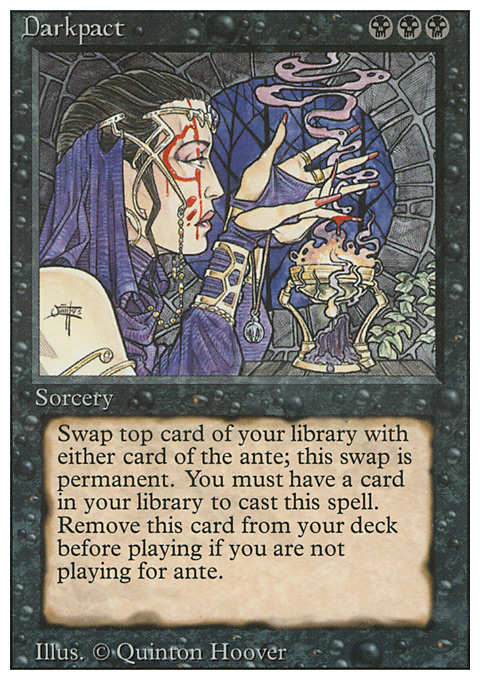 Darkpact
Sorcery
Swap top card of your library with
either card of the ante; this swap is
permanent. You must have a card
in your library to cast this spell.
Remove this card from your deck
before playing if you are not
playing for ante.
Illus. © Quinton Hoover